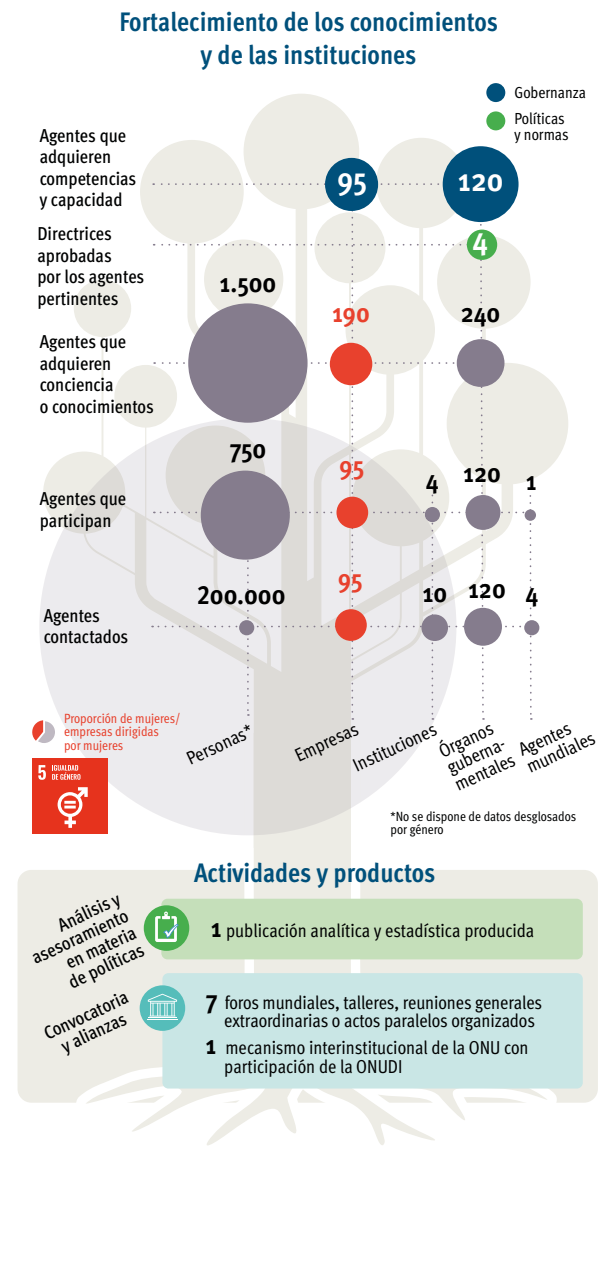 Fortalecimiento de los conocimientos
y de las instituciones
Gobernanza
Políticas
y normas
Agentes que
adquieren
competencias
y capacidad
95
120
Directrices
aprobadas
por los agentes
pertinentes
4
1.500
190
240
Agentes que
adquieren
conciencia
o conocimientos
750
95
4
120
1
Agentes que
participan
200.000
95
10
120
4
Agentes
contactados
Proporción de mujeres/
empresas dirigidas
por mujeres
5 IGUALDAD
DE GÉNERO
Personas*
Empresas
Instituciones
Órganos
guberna-
mentales
Agentes
mundiales
*No se dispone de datos desglosados
por género
Actividades y productos
Análisis y
asesoramiento
en materia
de políticas
1 publicación analítica y estadística producida
Convocatoria
y alianzas
7 foros mundiales, talleres, reuniones generales
extraordinarias o actos paralelos organizados
1 mecanismo interinstitucional de la ONU con
participación de la ONUDI